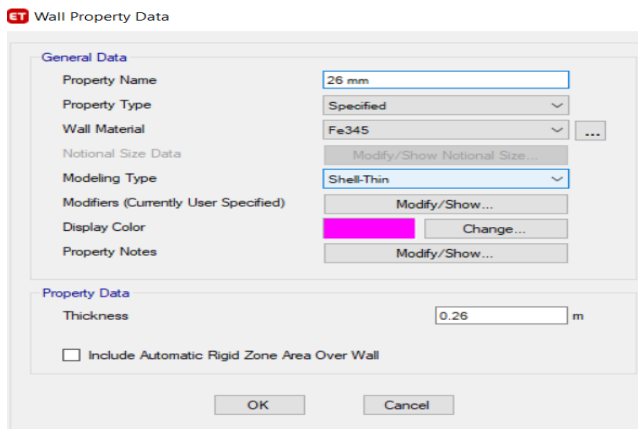 ET Wall Property Data
General Data
Property Name 26 mm
Property Type Specified
Wall Material Fe345 ...
Notional Size Data Modify/Show Notional Size...
Modeling Type Shell-Thin
Modifiers (Currently User Specified) Modify/Show...
Display Color Change...
Property Notes Modify/Show...
Property Data
Thickness 0.26 m
Include Automatic Rigid Zone Area Over Wall
OK Cancel